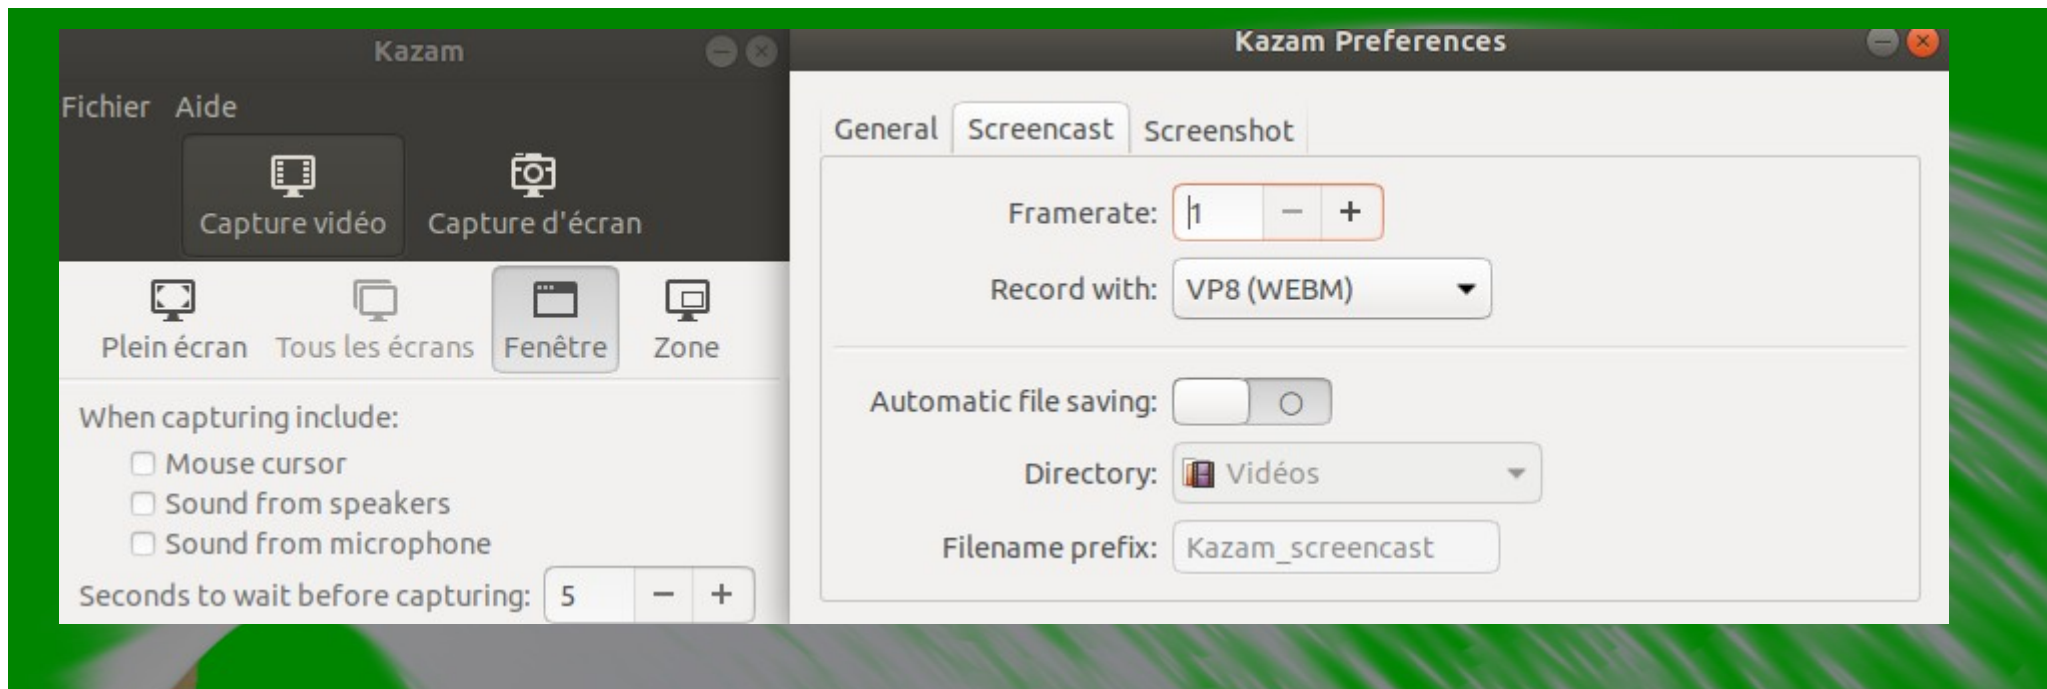 Kazam
Fichier Aide
Capture vidéo Capture d'écran
Plein écran Tous les écrans Fenêtre Zone
When capturing include:
Mouse cursor
Sound from speakers
Sound from microphone
Seconds to wait before capturing: 5 − +
Kazam Preferences
General Screencast Screenshot
Framerate: 1 − +
Record with: VP8 (WEBM)
Automatic file saving:
Directory: Vidéos
Filename prefix: Kazam_screencast